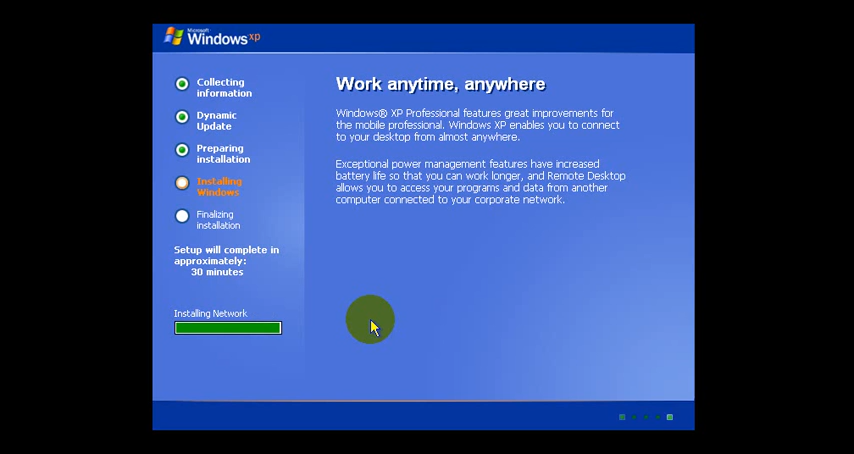 Microsoft
Windows xp
Collecting
information
Dynamic
Update
Preparing
installation
Installing
Windows
Finalizing
installation
Setup will complete in
approximately:
30 minutes
Installing Network
Work anytime, anywhere
Windows® XP Professional features great improvements for
the mobile professional. Windows XP enables you to connect
to your desktop from almost anywhere.
Exceptional power management features have increased
battery life so that you can work longer, and Remote Desktop
allows you to access your programs and data from another
computer connected to your corporate network.